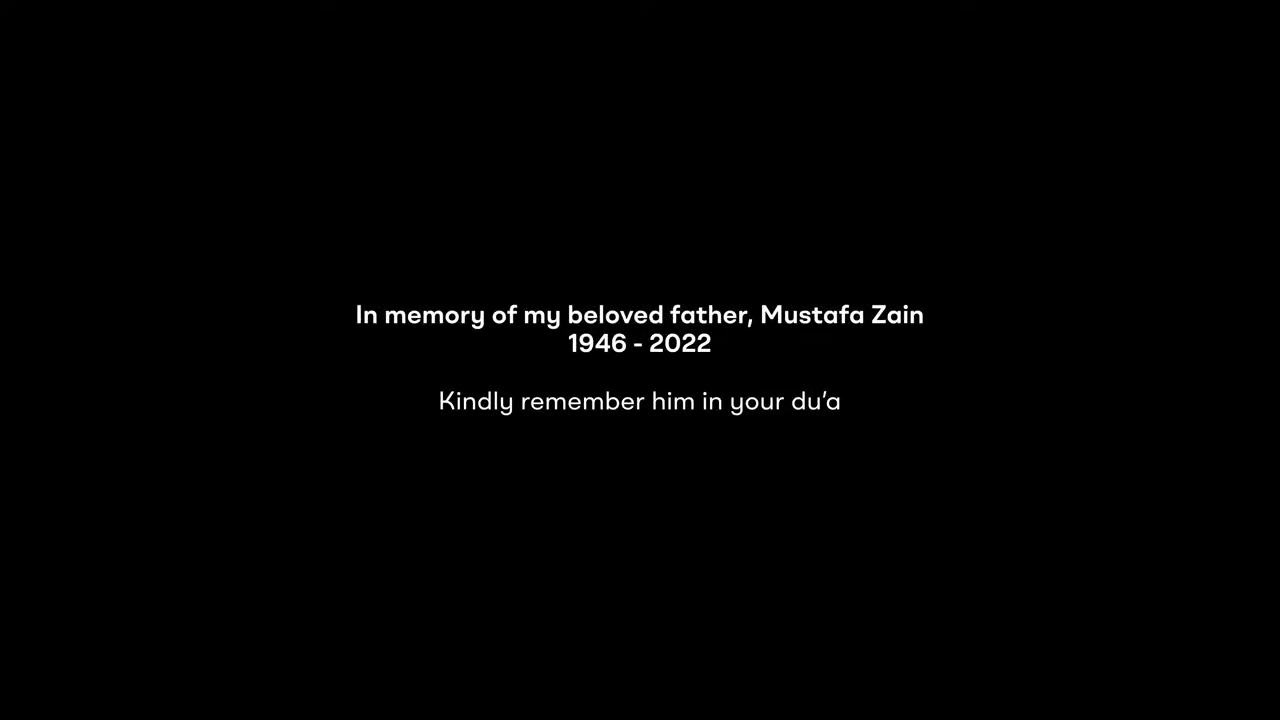 In memory of my beloved father, Mustafa Zain
1946 - 2022
Kindly remember him in your du’a